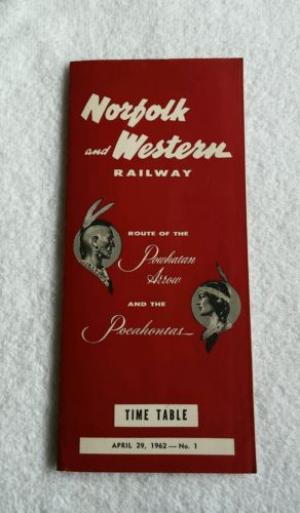 Norfolk
and Western
RAILWAY
ROUTE OF THE
Powhatan
Arrow
AND THE
Pocahontas
TIME TABLE
APRIL 29, 1962 — No. 1